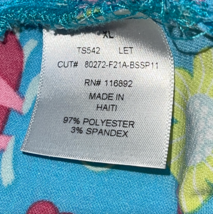 XL
TS542 LET
CUT# 80272-F21A-BSSP11
RN# 116892
MADE IN
HAITI
97% POLYESTER
3% SPANDEX